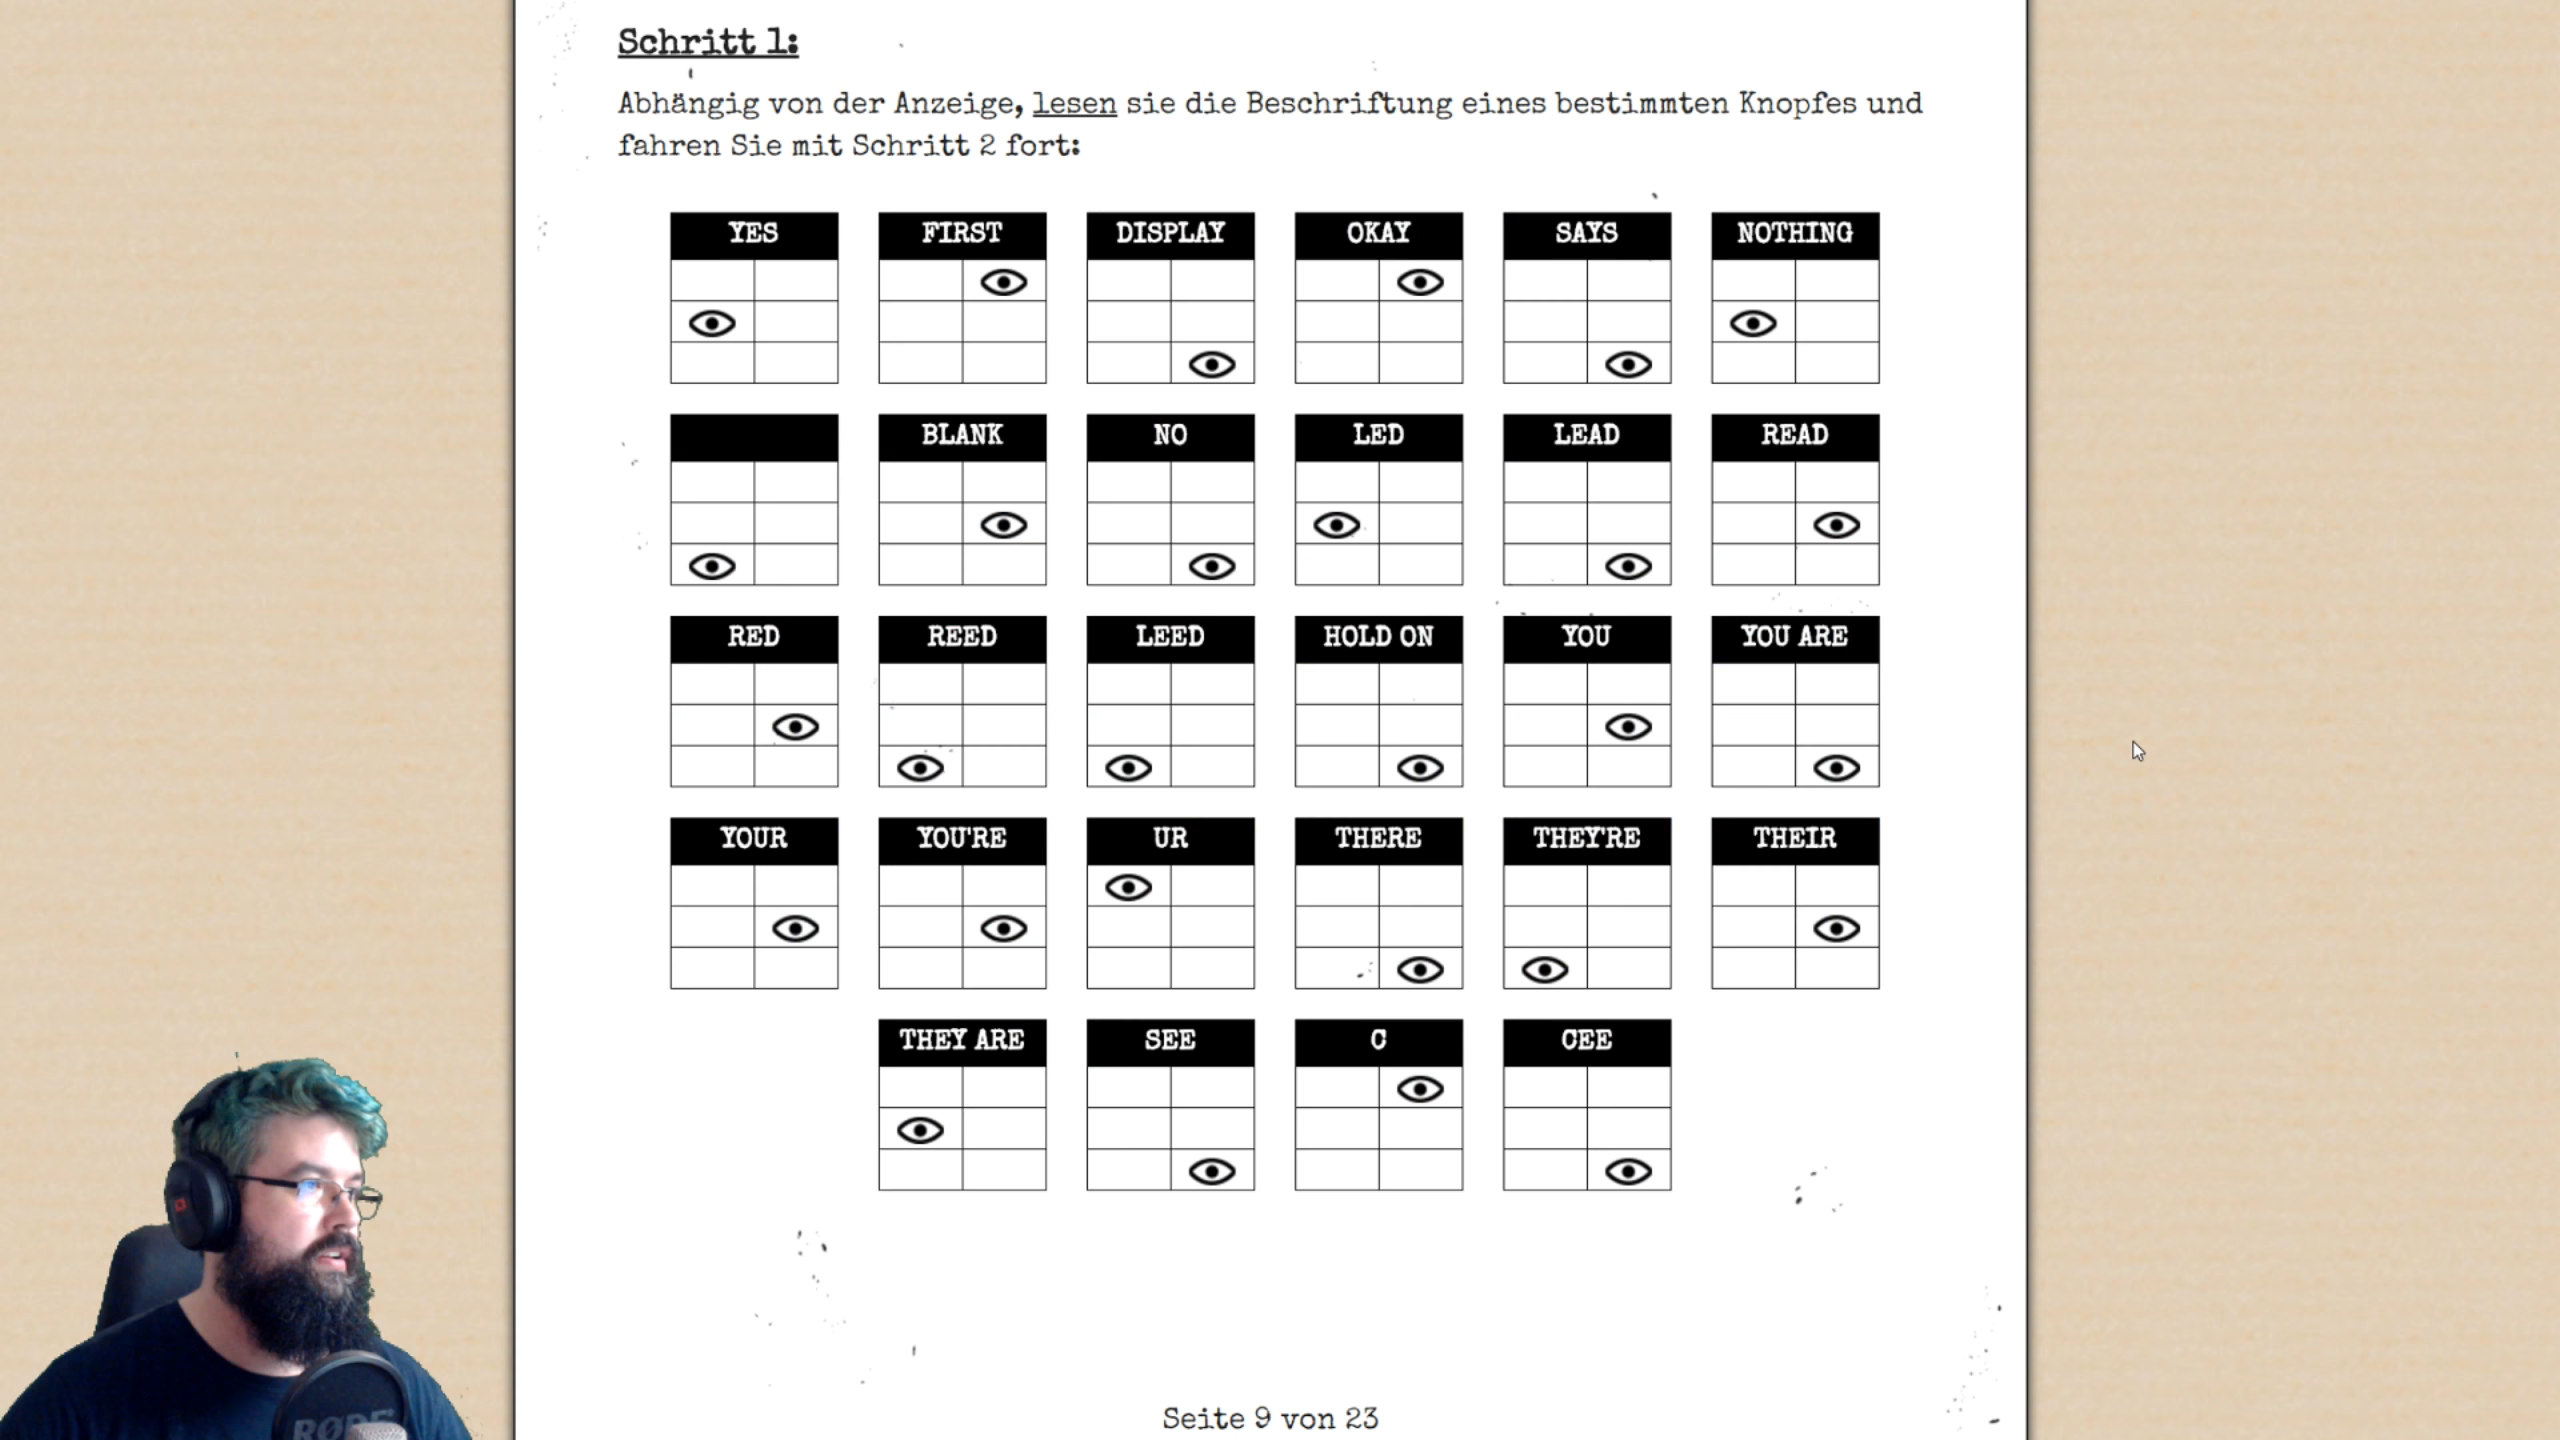 Schritt 1:
Abhängig von der Anzeige, lesen sie die Beschriftung eines bestimmten Knopfes und
fahren Sie mit Schritt 2 fort:
YES FIRST DISPLAY OKAY SAYS NOTHING
BLANK NO LED LEAD READ
RED REED LEED HOLD ON YOU YOU ARE
YOUR YOU'RE UR THERE THEY'RE THEIR
THEY ARE SEE C CEE
Seite 9 von 23
RØDE